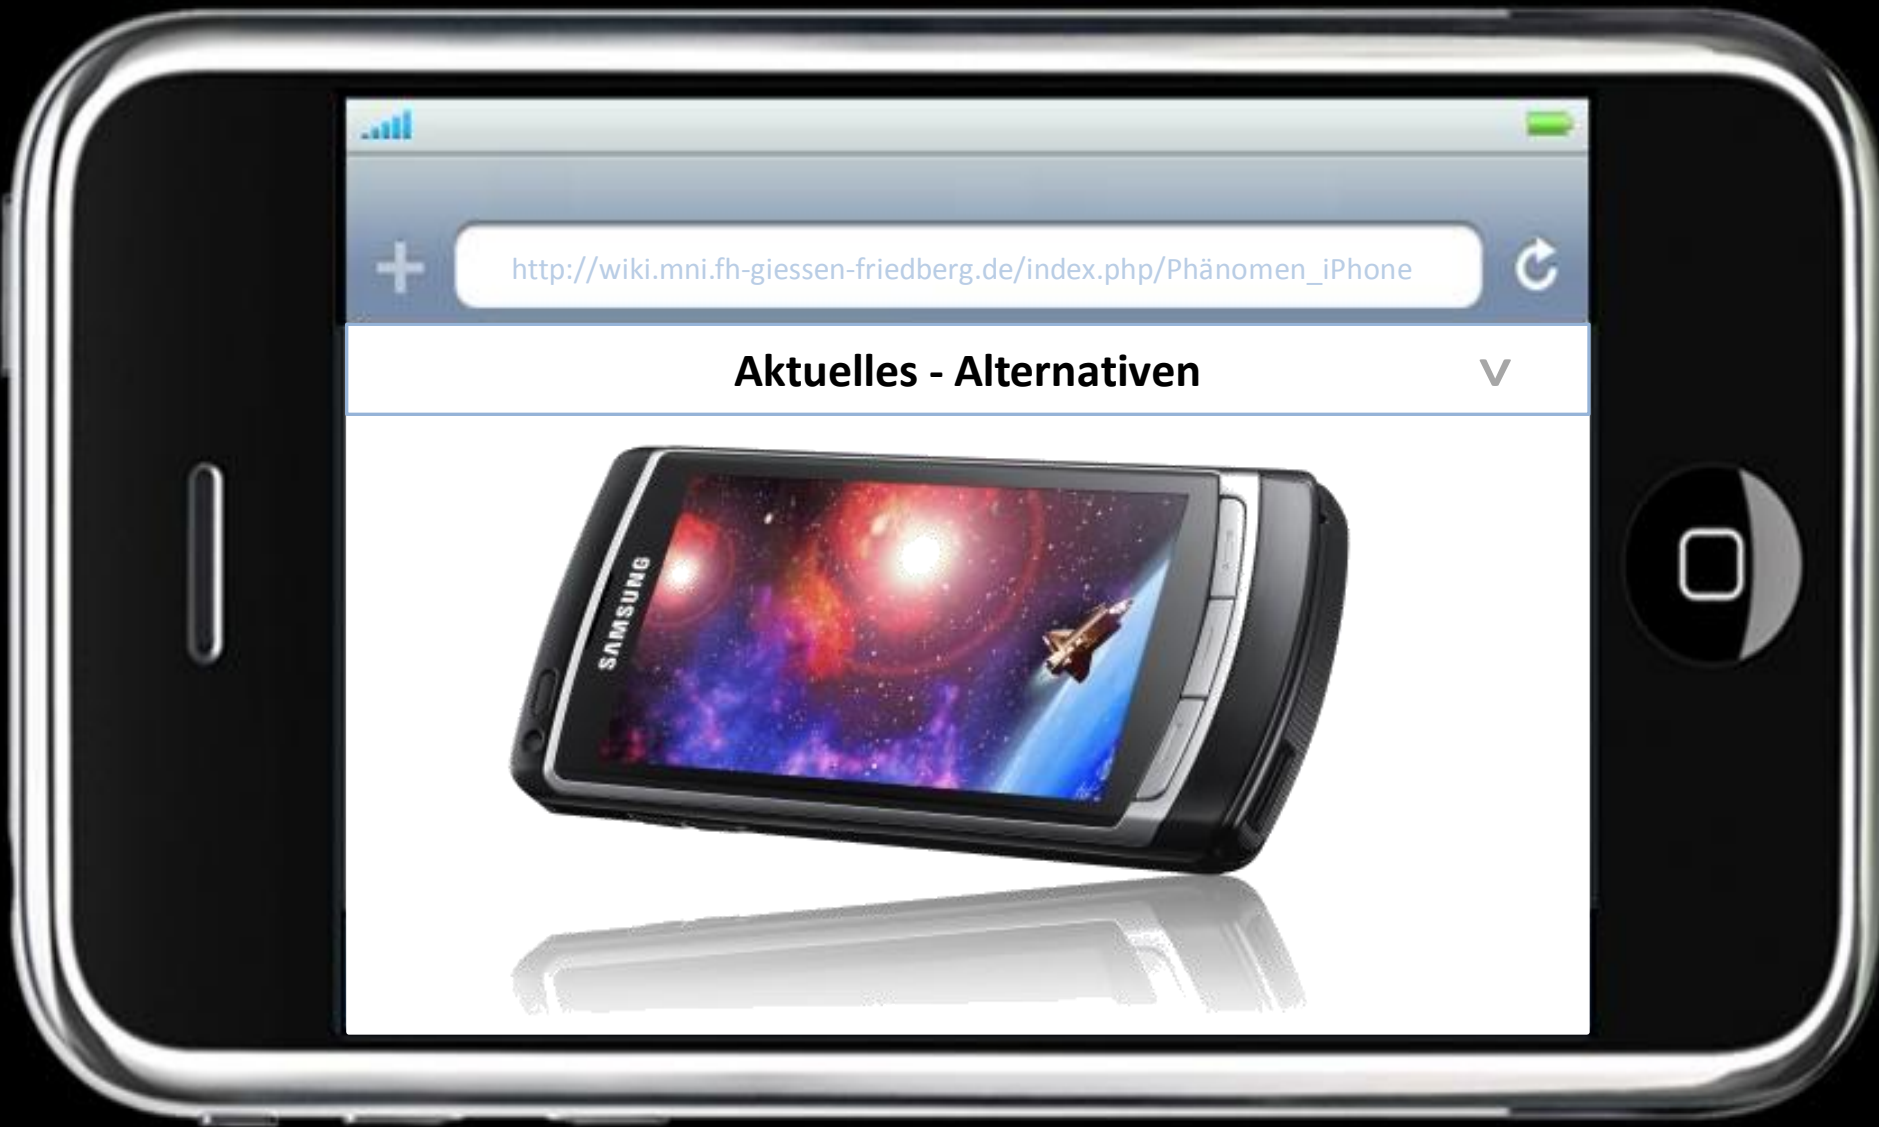 http://wiki.mni.fh-giessen-friedberg.de/index.php/Phänomen_iPhone
Aktuelles - Alternativen
v
SAMSUNG